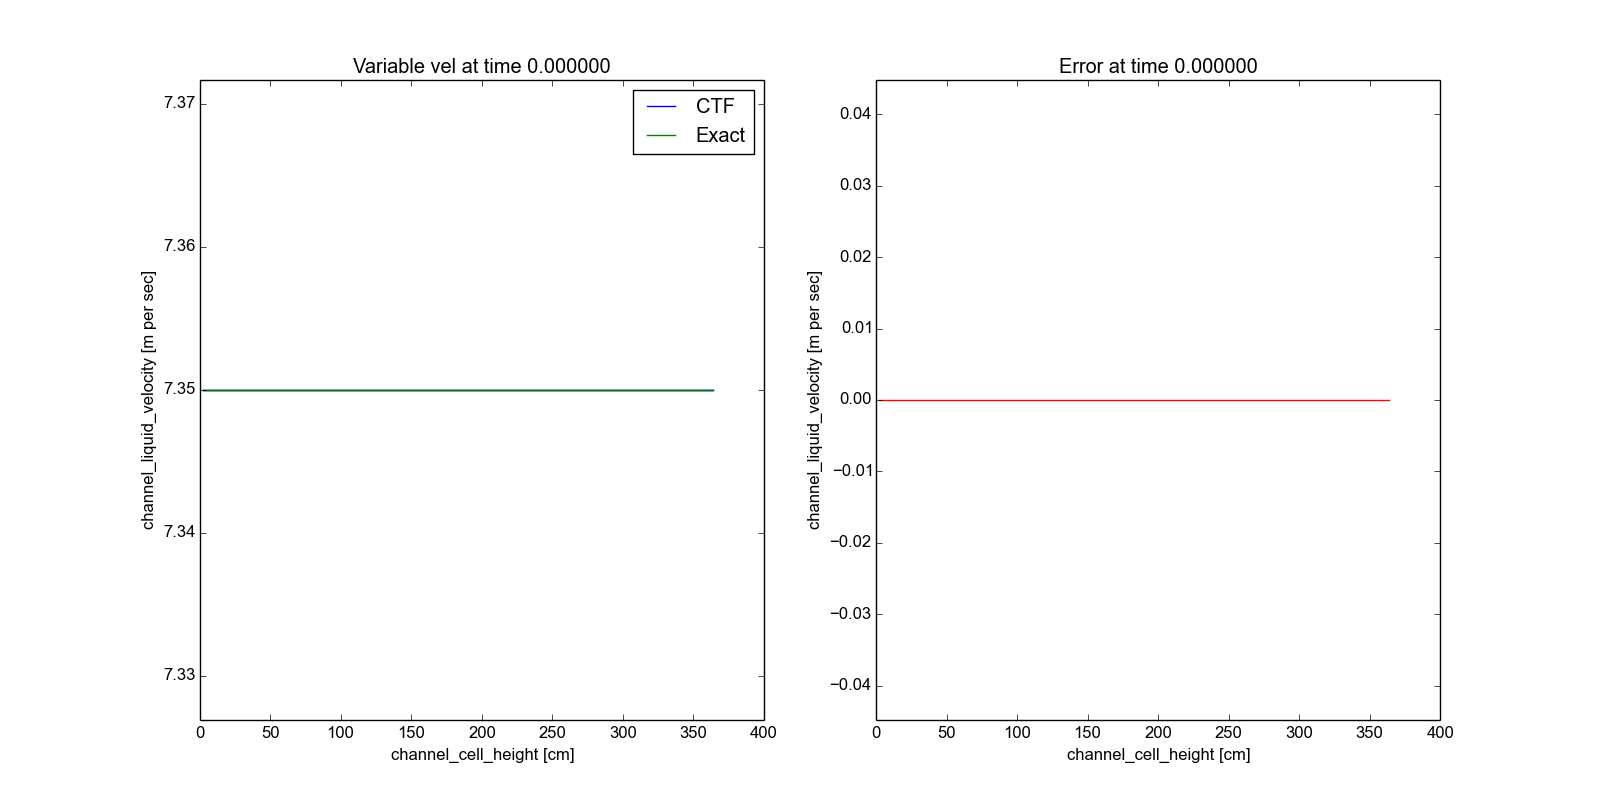 Variable vel at time 0.000000
CTF
Exact
7.37
7.36
7.35
7.34
7.33
channel_liquid_velocity [m per sec]
0 50 100 150 200 250 300 350 400
channel_cell_height [cm]
Error at time 0.000000
0.04
0.03
0.02
0.01
0.00
−0.01
−0.02
−0.03
−0.04
channel_liquid_velocity [m per sec]
0 50 100 150 200 250 300 350 400
channel_cell_height [cm]